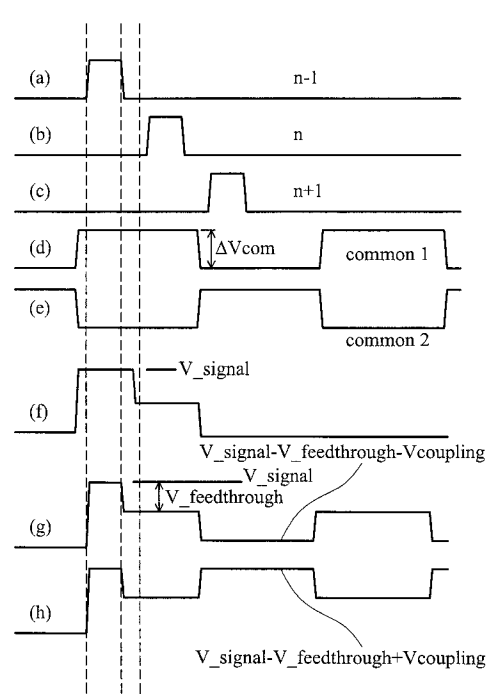 (a) n-1
(b) n
(c) n+1
(d) ΔVcom common 1
(e)
common 2
V_signal
(f)
V_signal-V_feedthrough-Vcoupling
V_signal
V_feedthrough
(g)
(h)
V_signal-V_feedthrough+Vcoupling